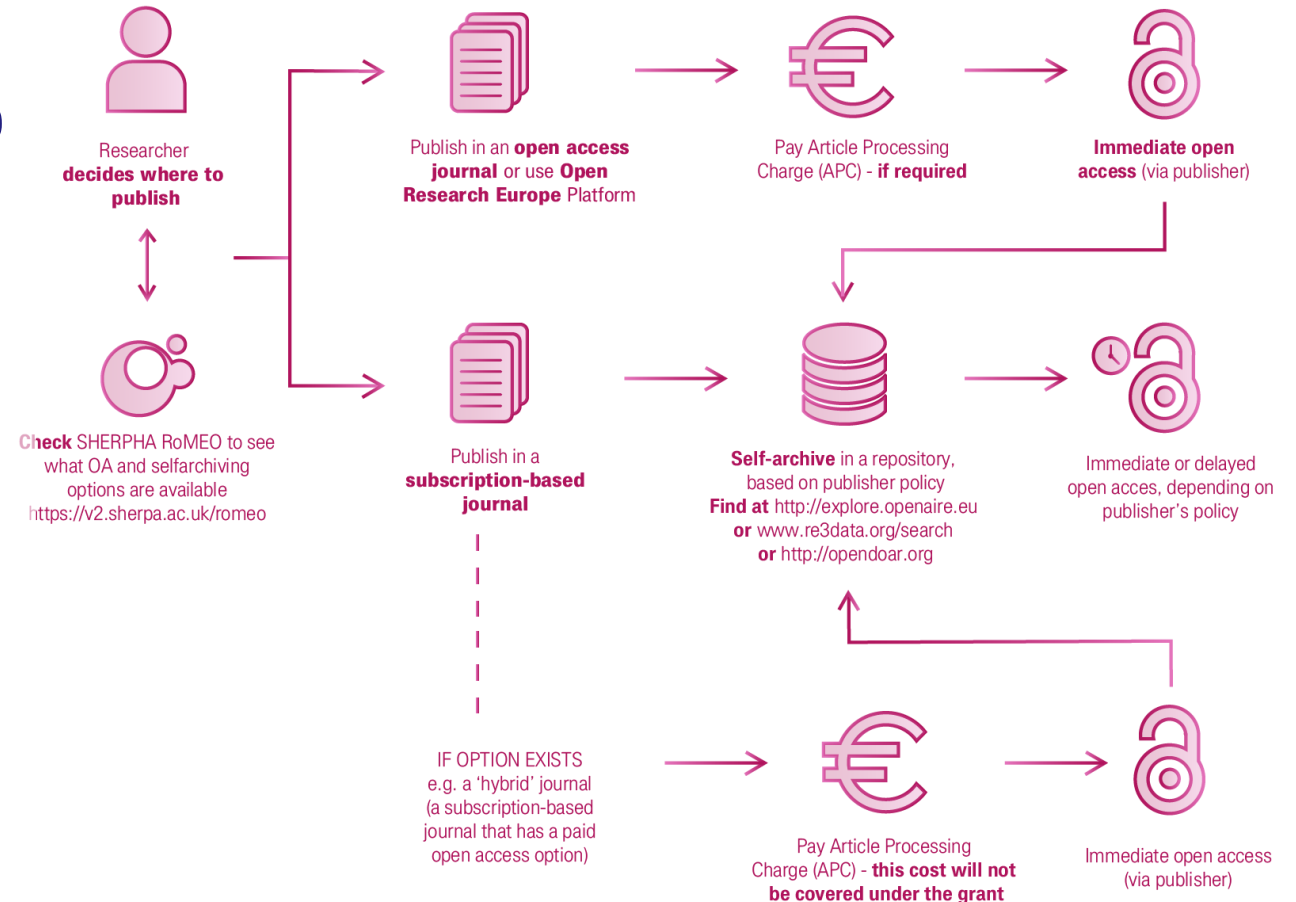 Researcher
decides where to
publish
Check SHERPHA RoMEO to see
what OA and selfarchiving
options are available
https://v2.sherpa.ac.uk/romeo
Publish in an open access
journal or use Open
Research Europe Platform
Pay Article Processing
Charge (APC) - if required
Immediate open
access (via publisher)
Publish in a
subscription-based
journal
Self-archive in a repository,
based on publisher policy
Find at http://explore.openaire.eu
or www.re3data.org/search
or http://opendoar.org
Immediate or delayed
open acces, depending on
publisher's policy
IF OPTION EXISTS
e.g. a 'hybrid' journal
(a subscription-based
journal that has a paid
open access option)
Pay Article Processing
Charge (APC) - this cost will not
be covered under the grant
Immediate open access
(via publisher)